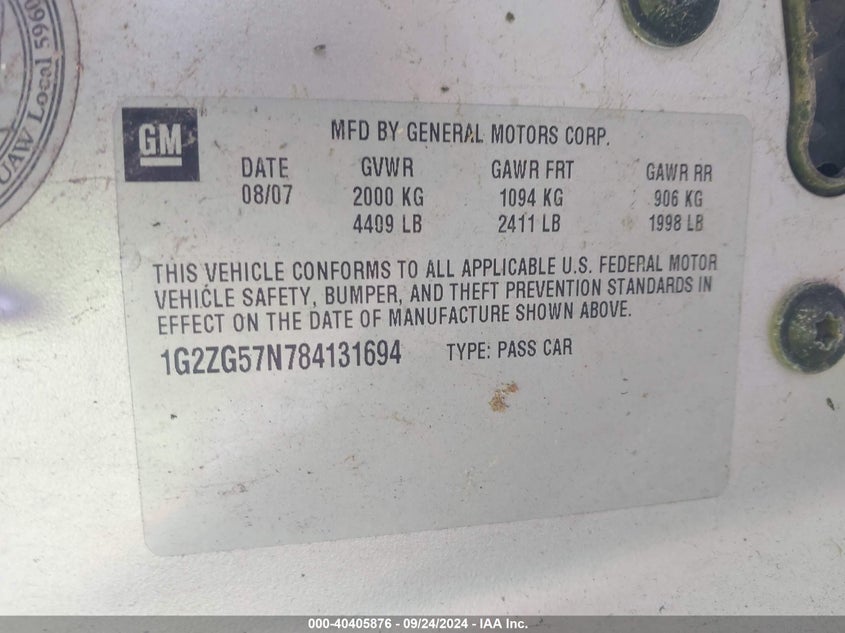 UAW Local 5960
GM
MFD BY GENERAL MOTORS CORP.
DATE GVWR GAWR FRT GAWR RR
08/07 2000 KG 1094 KG 906 KG
4409 LB 2411 LB 1998 LB
THIS VEHICLE CONFORMS TO ALL APPLICABLE U.S. FEDERAL MOTOR
VEHICLE SAFETY, BUMPER, AND THEFT PREVENTION STANDARDS IN
EFFECT ON THE DATE OF MANUFACTURE SHOWN ABOVE.
1G2ZG57N784131694 TYPE: PASS CAR
000-40405876 - 09/24/2024 - IAA Inc.